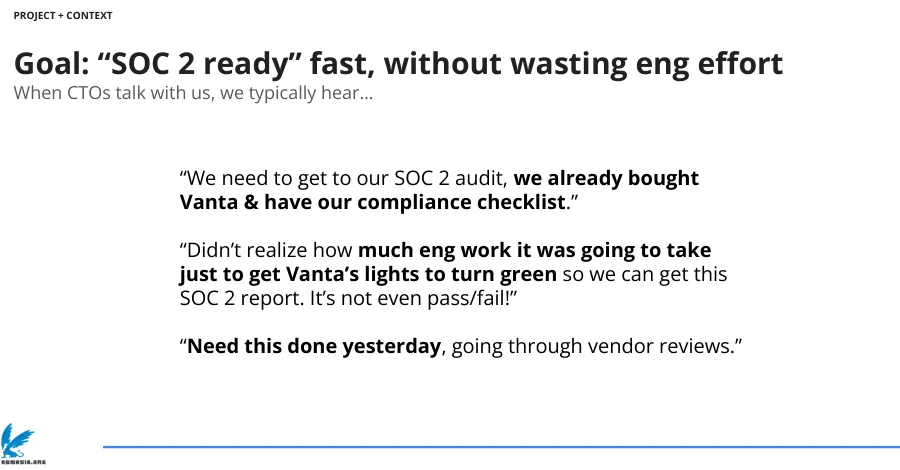 PROJECT + CONTEXT
Goal: “SOC 2 ready” fast, without wasting eng effort
When CTOs talk with us, we typically hear...
“We need to get to our SOC 2 audit, we already bought
Vanta & have our compliance checklist.”
“Didn’t realize how much eng work it was going to take
just to get Vanta’s lights to turn green so we can get this
SOC 2 report. It’s not even pass/fail!”
“Need this done yesterday, going through vendor reviews.”